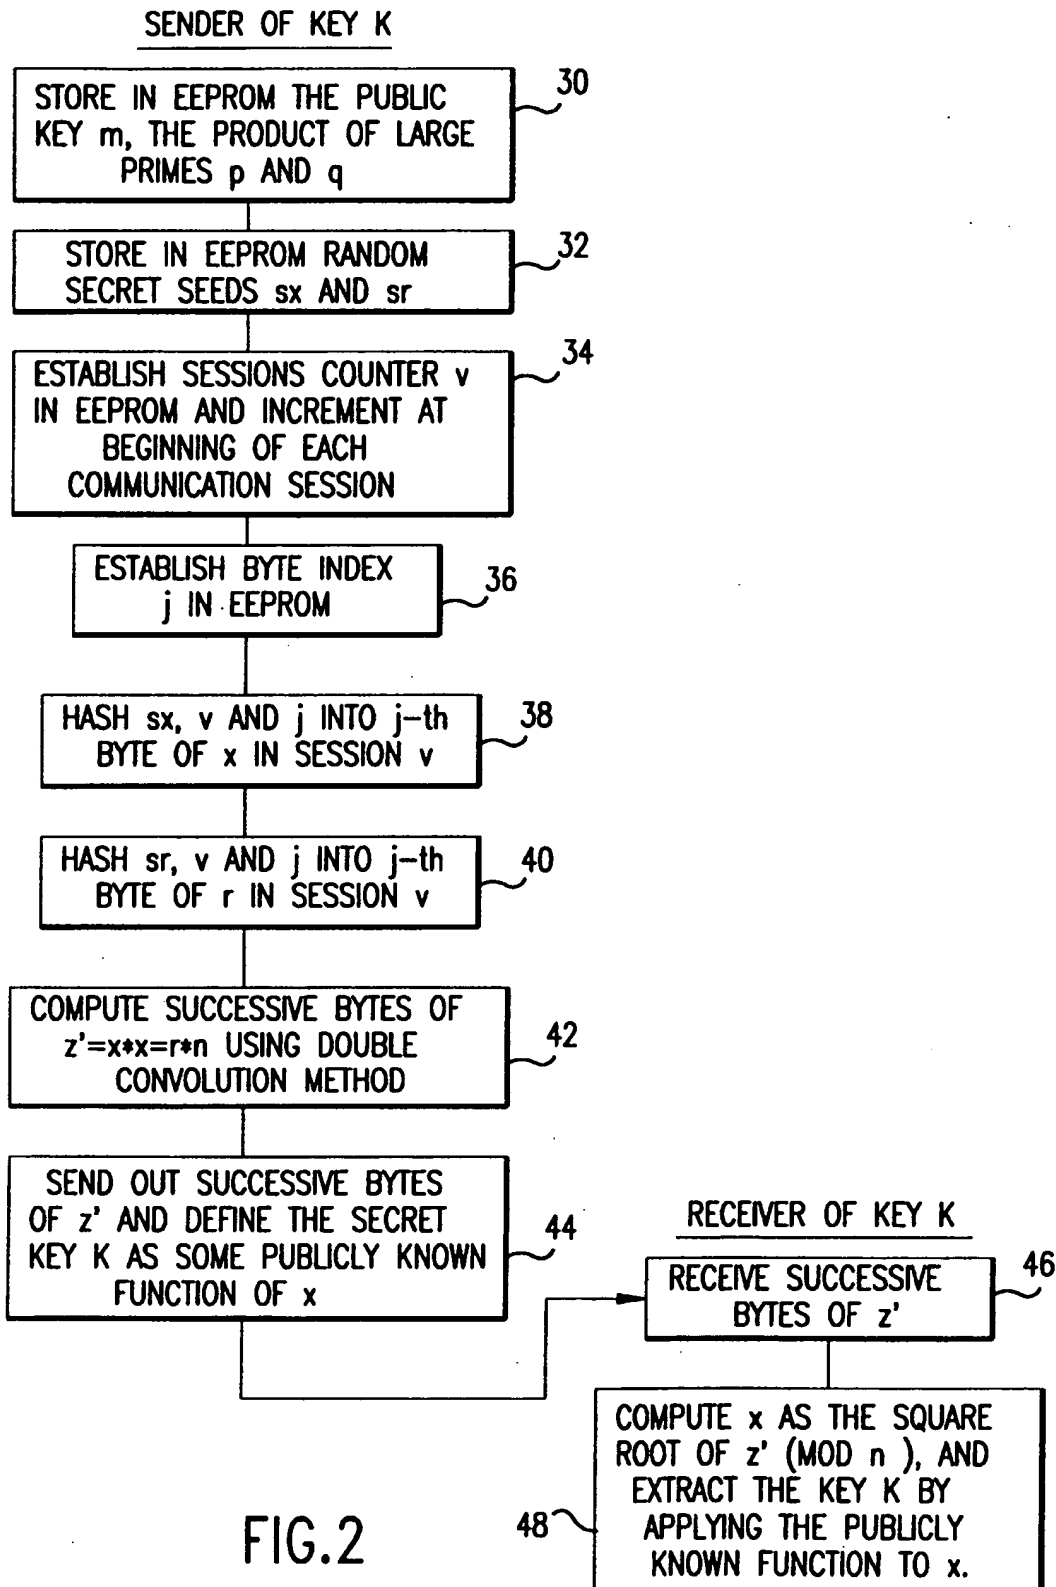 SENDER OF KEY K
STORE IN EEPROM THE PUBLIC
KEY m, THE PRODUCT OF LARGE
PRIMES p AND q
30
STORE IN EEPROM RANDOM
SECRET SEEDS sx AND sr
32
ESTABLISH SESSIONS COUNTER v
IN EEPROM AND INCREMENT AT
BEGINNING OF EACH
COMMUNICATION SESSION
34
ESTABLISH BYTE INDEX
j IN EEPROM
36
HASH sx, v AND j INTO j-th
BYTE OF x IN SESSION v
38
HASH sr, v AND j INTO j-th
BYTE OF r IN SESSION v
40
COMPUTE SUCCESSIVE BYTES OF
z'=x*x=r*n USING DOUBLE
CONVOLUTION METHOD
42
SEND OUT SUCCESSIVE BYTES
OF z' AND DEFINE THE SECRET
KEY K AS SOME PUBLICLY KNOWN
FUNCTION OF x
44
RECEIVER OF KEY K
RECEIVE SUCCESSIVE
BYTES OF z'
46
COMPUTE x AS THE SQUARE
ROOT OF z' (MOD n ), AND
EXTRACT THE KEY K BY
APPLYING THE PUBLICLY
KNOWN FUNCTION TO x.
48
FIG.2